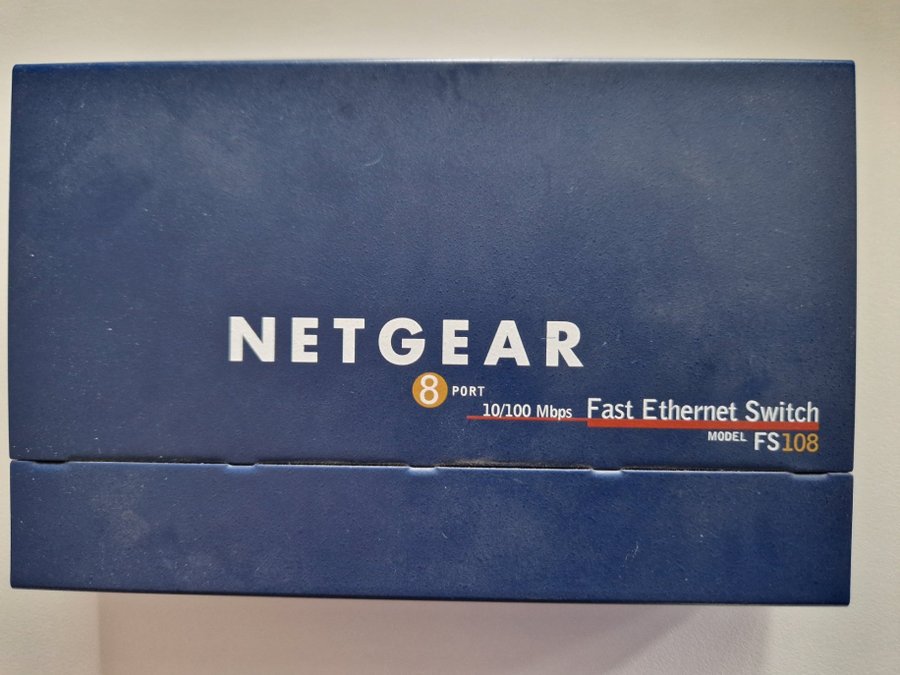 NETGEAR
8 PORT
10/100 Mbps Fast Ethernet Switch
MODEL FS108